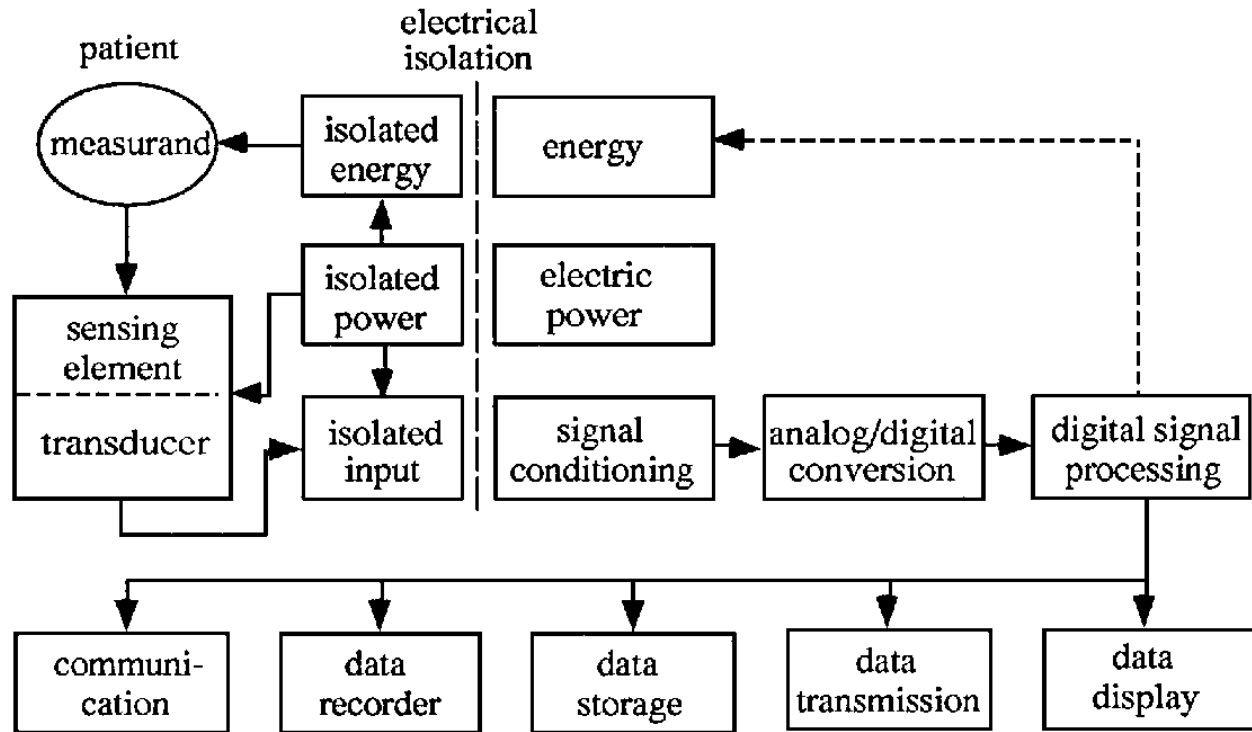 electrical
isolation
patient
measurand
isolated
energy
energy
isolated
power
electric
power
sensing
element
transducer
isolated
input
signal
conditioning
analog/digital
conversion
digital signal
processing
communi-
cation
data
recorder
data
storage
data
transmission
data
display